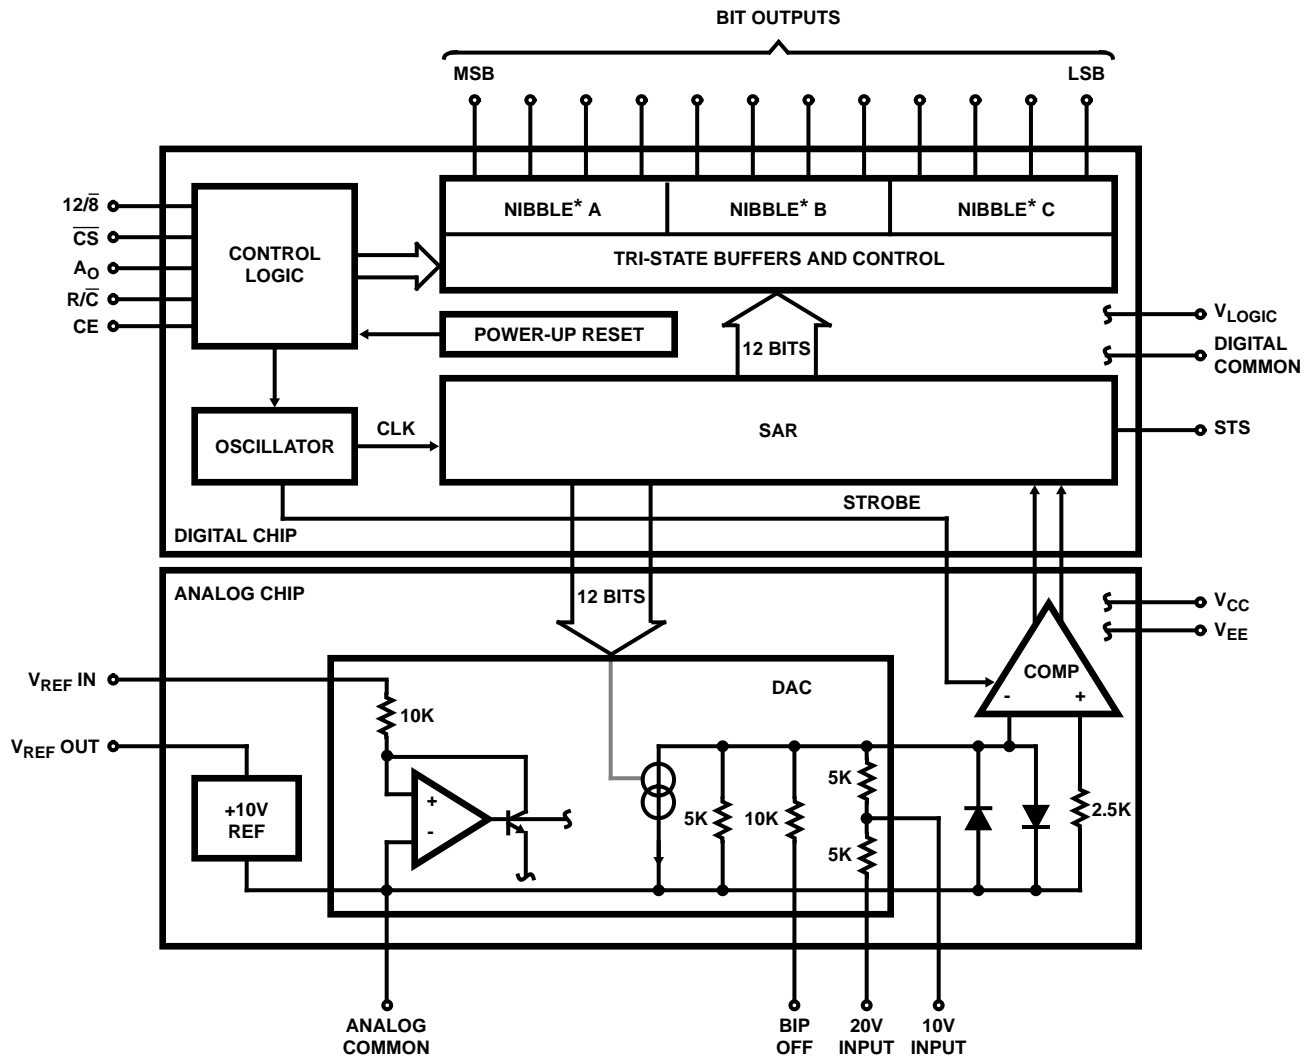 BIT OUTPUTS
MSB
LSB
NIBBLE* A
NIBBLE* B
NIBBLE* C
TRI-STATE BUFFERS AND CONTROL
12/8̅
C̅S̅
AO
R/C̅
CE
CONTROL
LOGIC
POWER-UP RESET
12 BITS
VLOGIC
DIGITAL
COMMON
OSCILLATOR
CLK
SAR
STS
STROBE
DIGITAL CHIP
ANALOG CHIP
12 BITS
VCC
VEE
COMP
-
+
VREF IN
DAC
10K
VREF OUT
+10V
REF
+
-
5K
10K
5K
5K
2.5K
ANALOG
COMMON
BIP
OFF
20V
INPUT
10V
INPUT